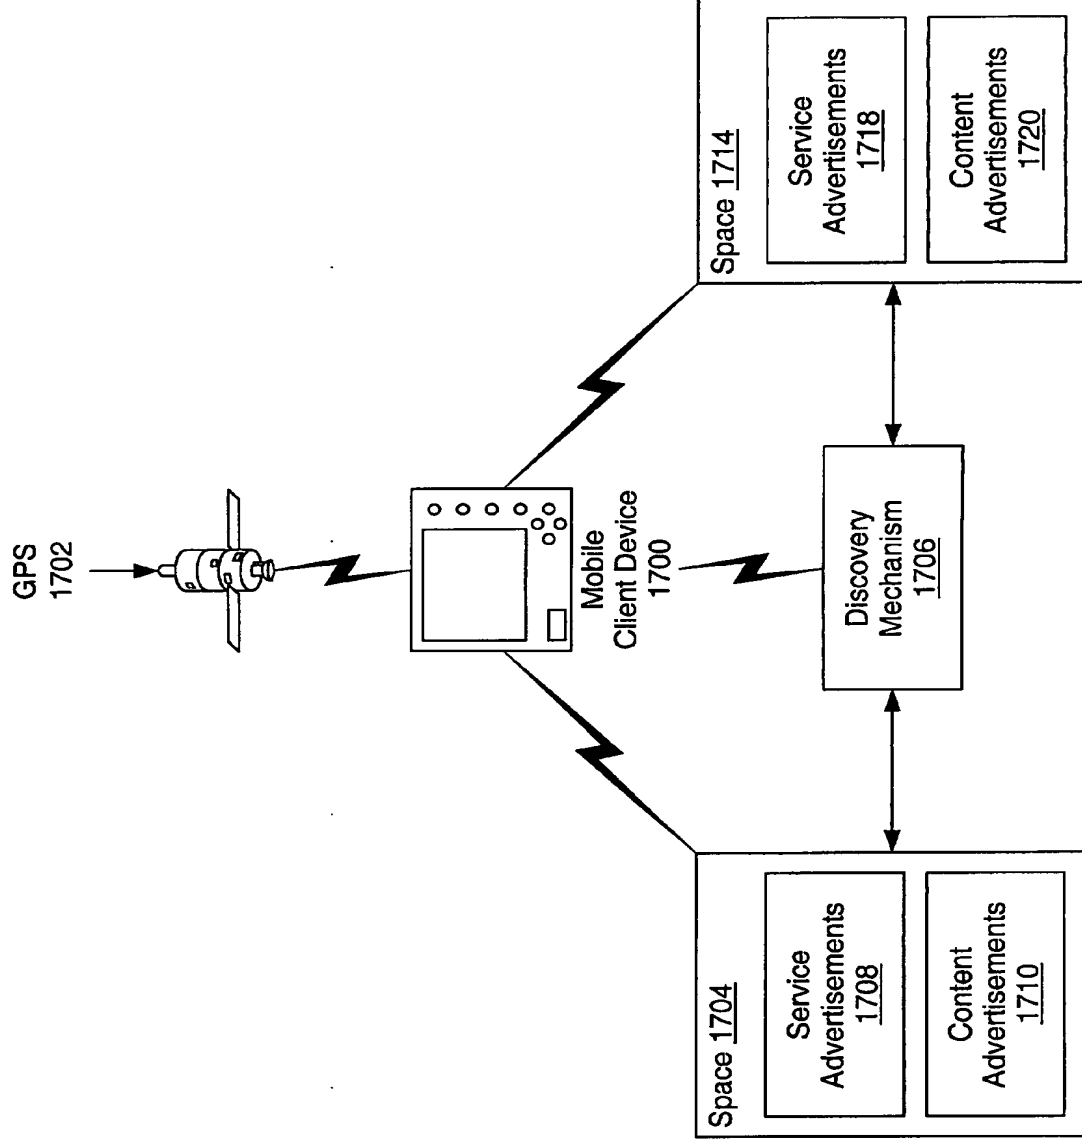 GPS
1702
Mobile
Client Device
1700
Discovery
Mechanism
1706
Space 1704
Service
Advertisements
1708
Content
Advertisements
1710
Space 1714
Service
Advertisements
1718
Content
Advertisements
1720